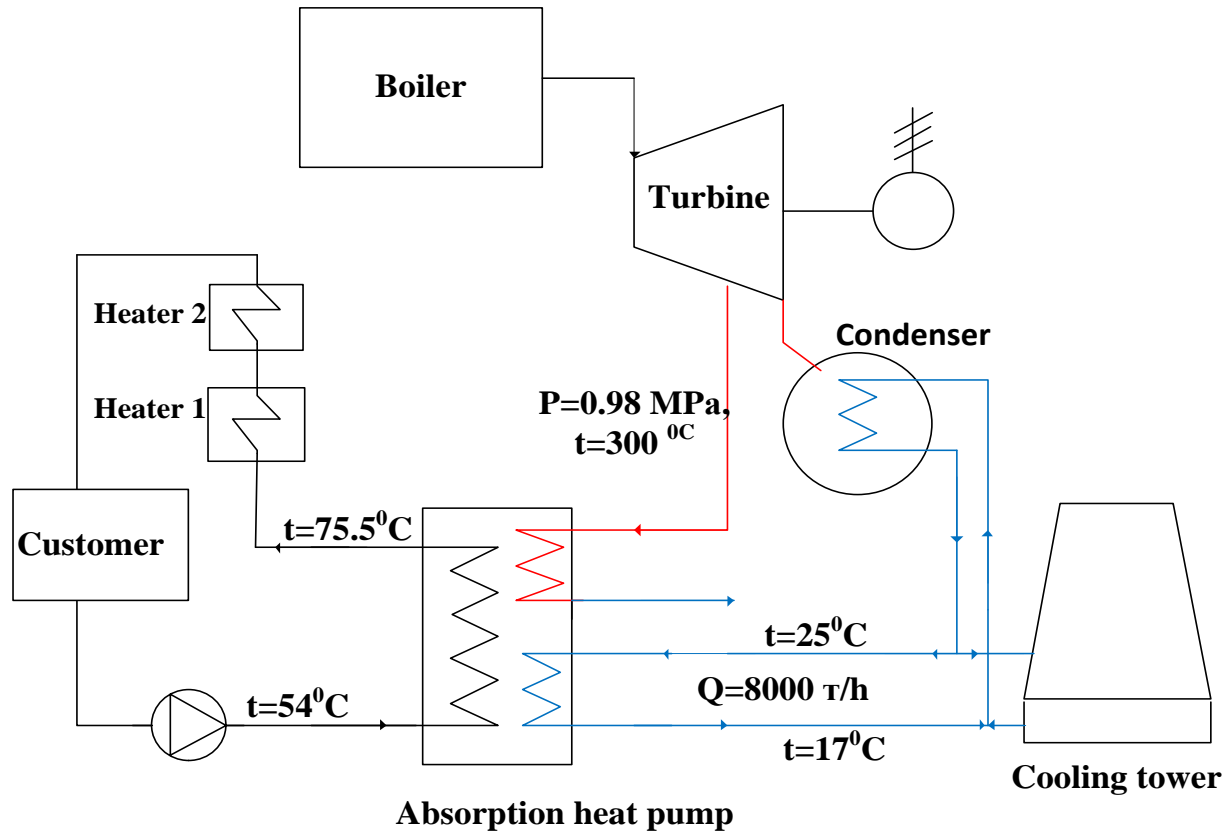 Boiler
Turbine
Heater 2
Condenser
Heater 1
P=0.98 MPa,
t=300 ⁰ᶜ
t=75.5⁰C
Customer
t=25⁰C
Q=8000 т/h
t=54⁰C
t=17⁰C
Cooling tower
Absorption heat pump